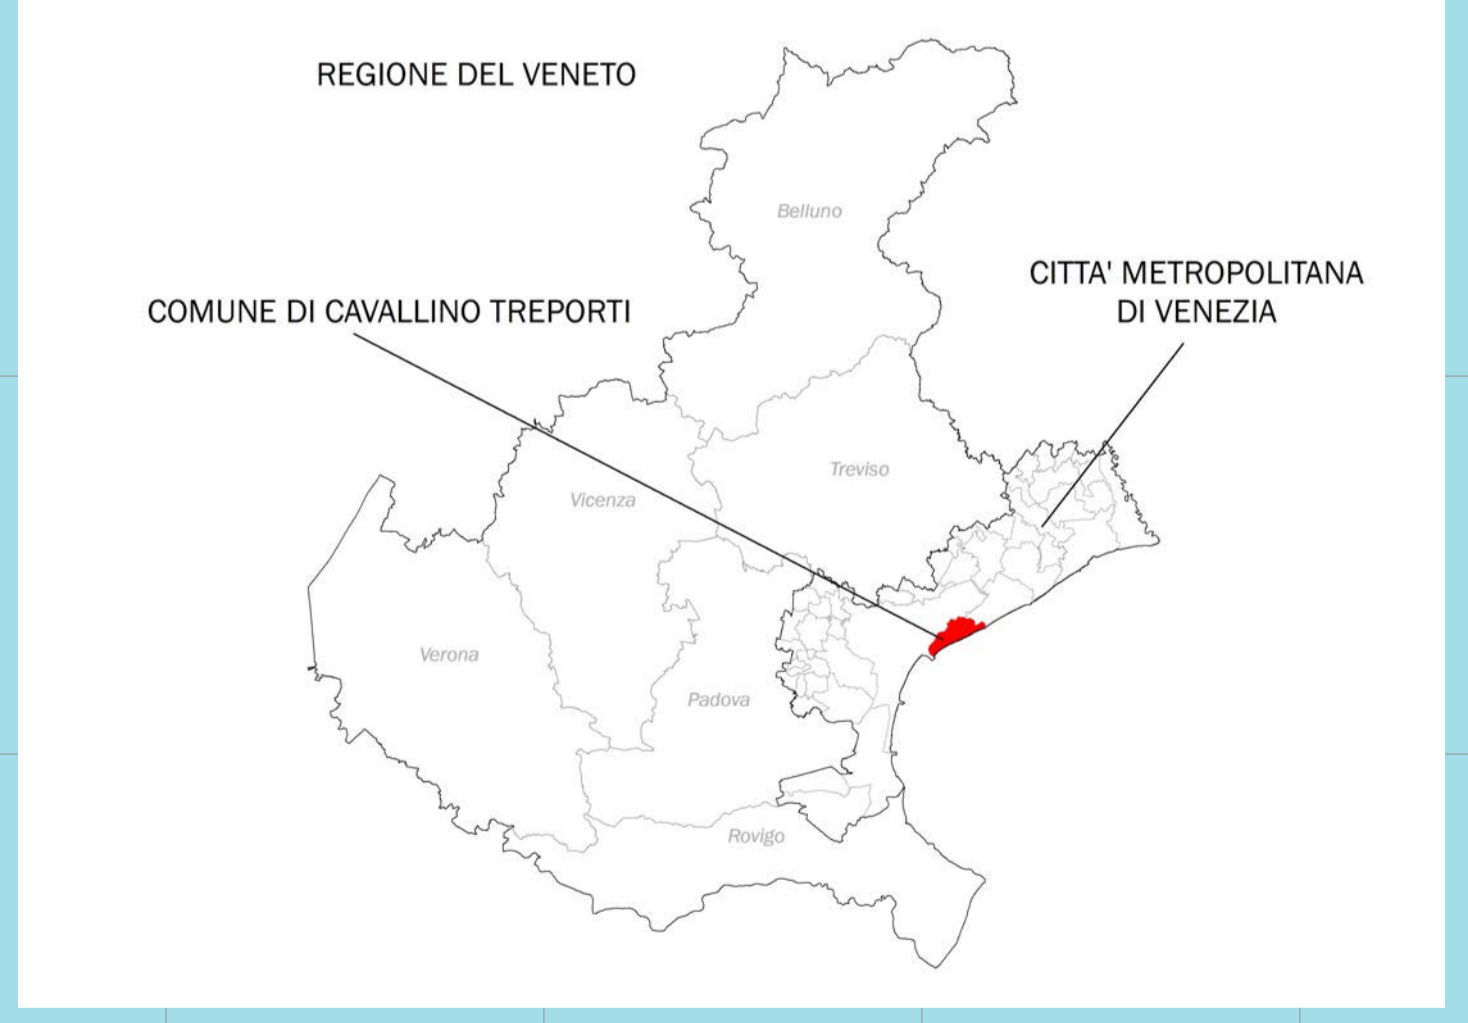 REGIONE DEL VENETO
Belluno
CITTA' METROPOLITANA
DI VENEZIA
COMUNE DI CAVALLINO TREPORTI
Treviso
Vicenza
Verona
Padova
Rovigo